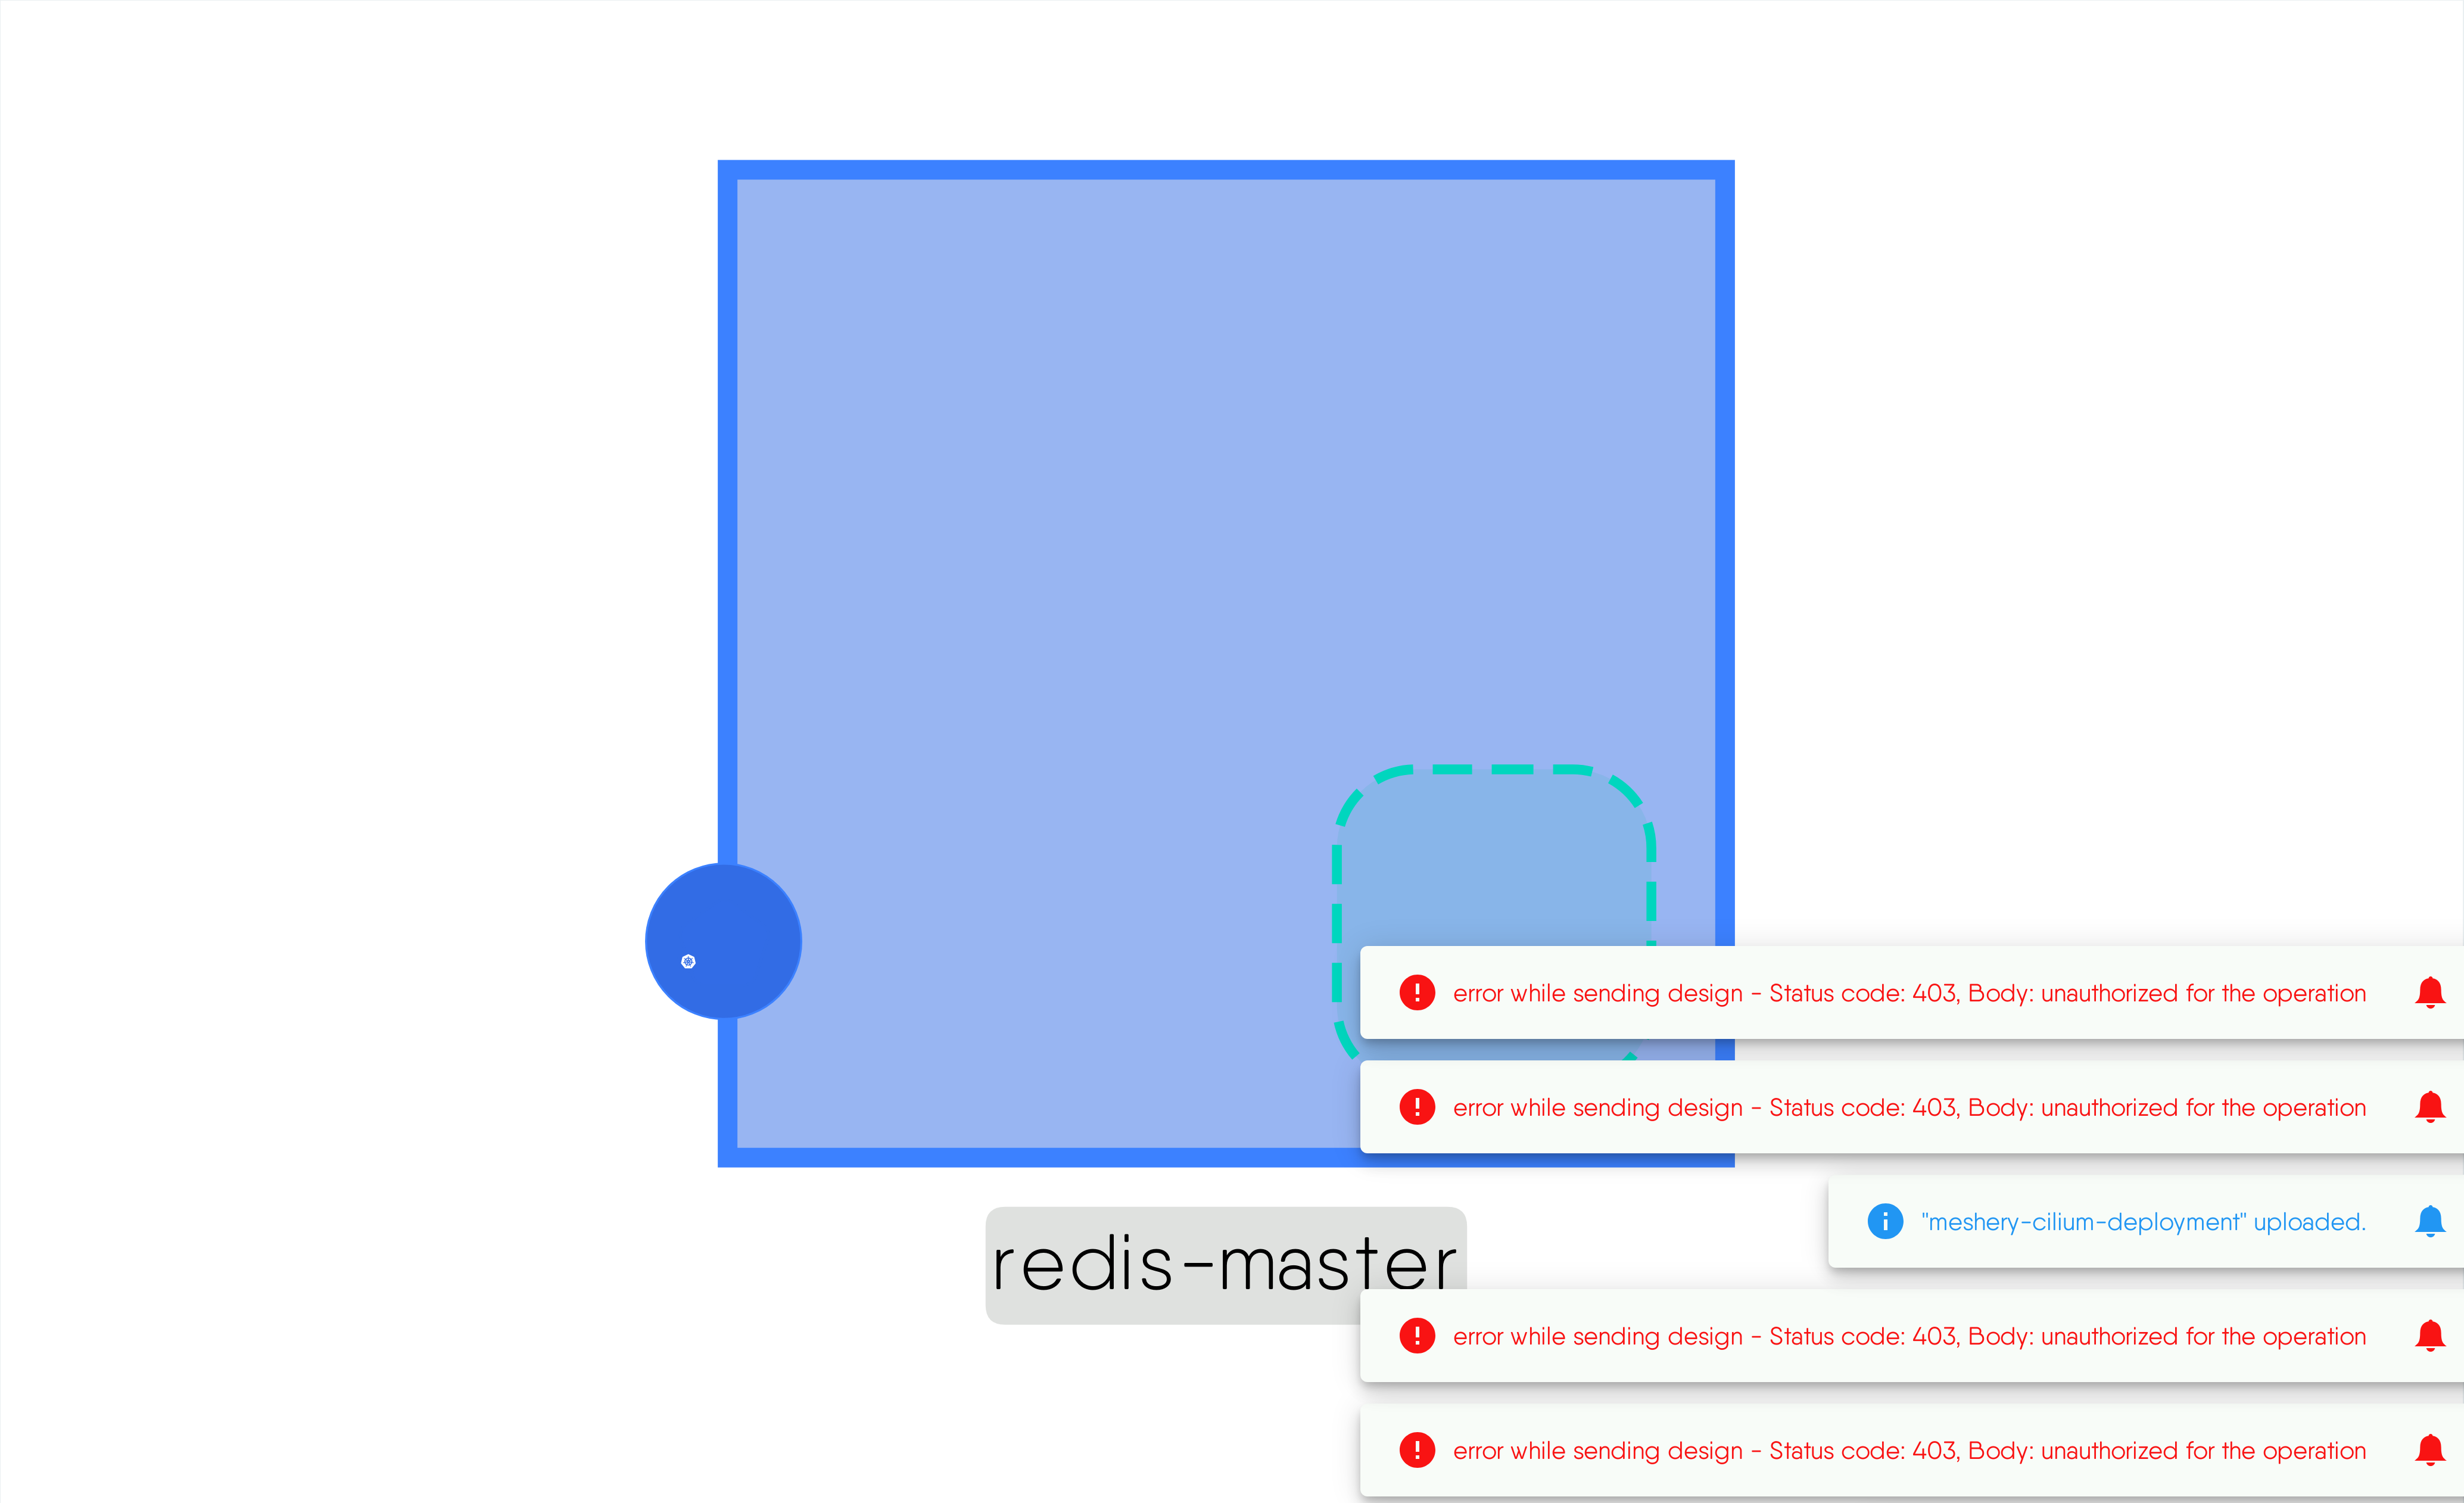 error while sending design - Status code: 403, Body: unauthorized for the operation
error while sending design - Status code: 403, Body: unauthorized for the operation
"meshery-cilium-deployment" uploaded.
redis-master
error while sending design - Status code: 403, Body: unauthorized for the operation
error while sending design - Status code: 403, Body: unauthorized for the operation